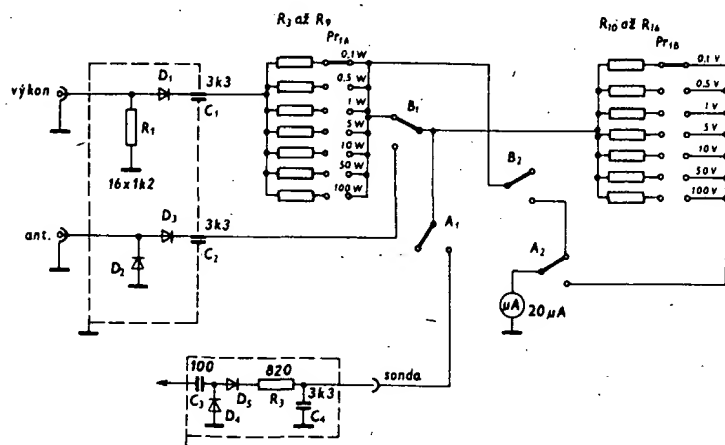 R3 až R9
Pr1A
0,1 W
0,5 W
1 W
5 W
10 W
50 W
100 W
R10 až R16
Pr1B
0,1 V
0,5 V
1 V
5 V
10 V
50 V
100 V
výkon
D1
3k3
C1
R1
16x1k2
B1
B2
ant.
D3
3k3
C2
D2
A1
A2
µA
20 µA
100
820
3k3
sonda
C3
D5
R3
C4
D4